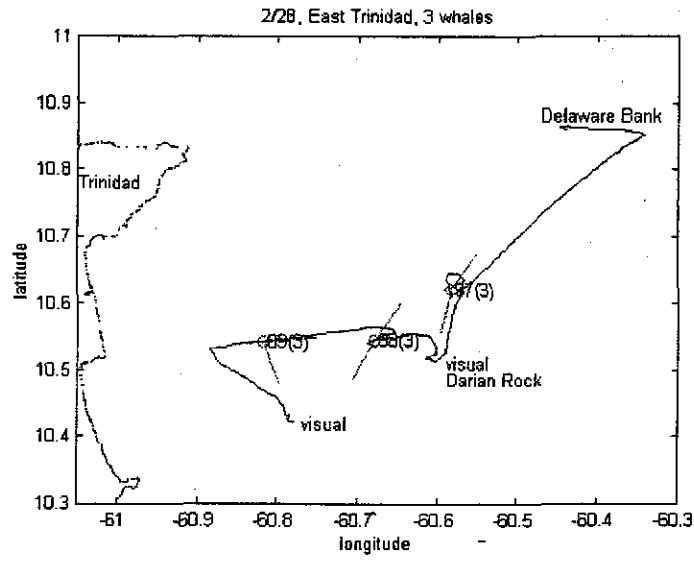 2/28, East Trinidad, 3 whales
11
10.9
10.8
10.7
10.6
10.5
10.4
10.3
latitude
Delaware Bank
Trinidad
visual
Darian Rock
visual
-61
-60.9
-60.8
-60.7
-60.6
-60.5
-60.4
-60.3
longitude